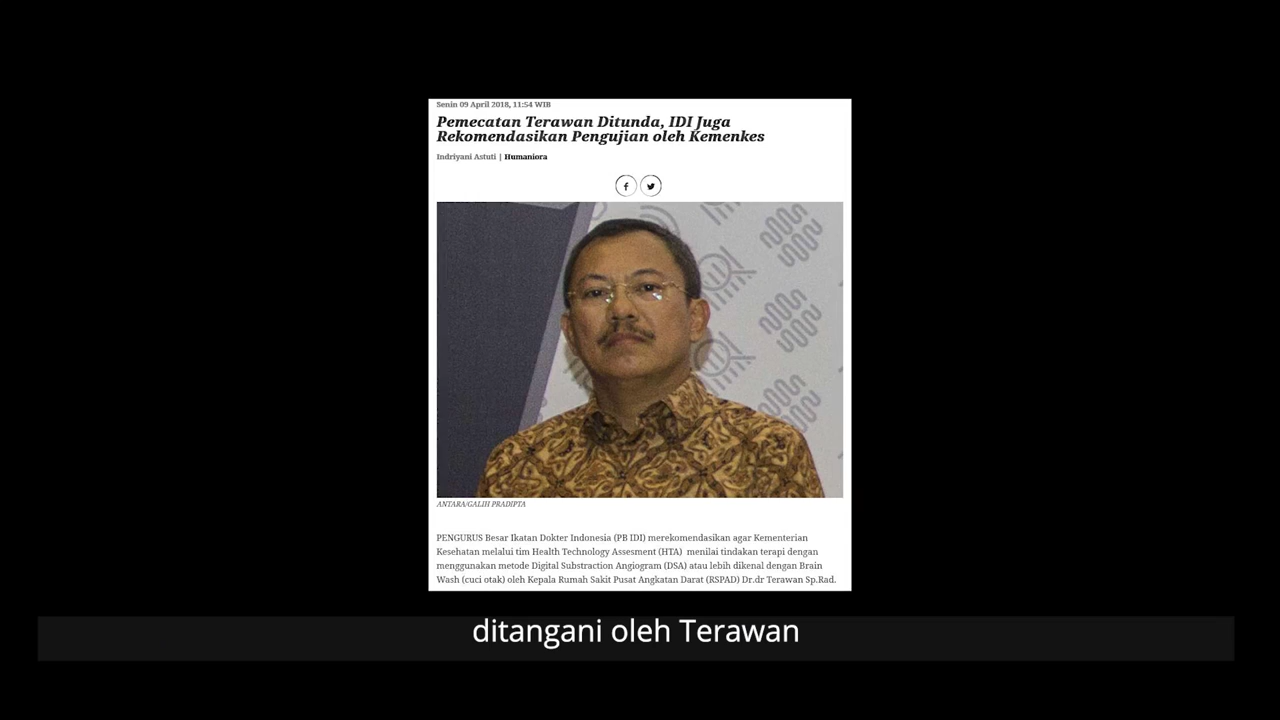 Senin 09 April 2018, 11:54 WIB
Pemecatan Terawan Ditunda, IDI Juga
Rekomendasikan Pengujian oleh Kemenkes
Indriyani Astuti | Humaniora
ANTARA/GALIH PRADIPTA
PENGURUS Besar Ikatan Dokter Indonesia (PB IDI) merekomendasikan agar Kementerian
Kesehatan melalui tim Health Technology Assesment (HTA) menilai tindakan terapi dengan
menggunakan metode Digital Substraction Angiogram (DSA) atau lebih dikenal dengan Brain
Wash (cuci otak) oleh Kepala Rumah Sakit Pusat Angkatan Darat (RSPAD) Dr.dr Terawan Sp.Rad.
ditangani oleh Terawan